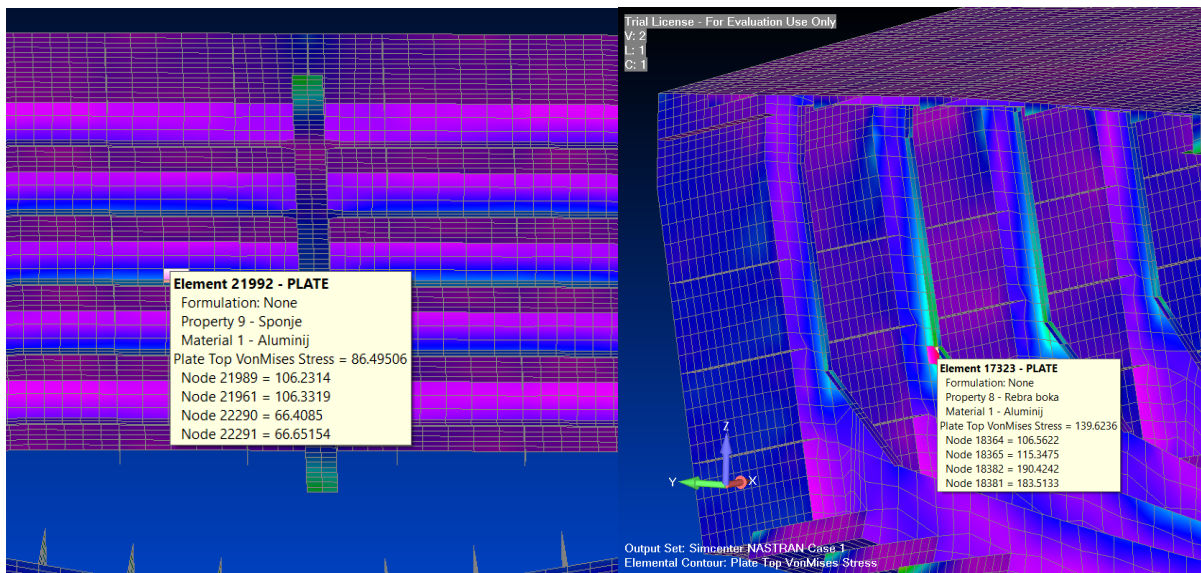 Element 21992 - PLATE
Formulation: None
Property 9 - Sponje
Material 1 - Aluminij
Plate Top VonMises Stress = 86.49506
Node 21989 = 106.2314
Node 21961 = 106.3319
Node 22290 = 66.4085
Node 22291 = 66.65154
Trial License - For Evaluation Use Only
V: 2
L: 1
C: 1
Element 17323 - PLATE
Formulation: None
Property 8 - Rebra boka
Material 1 - Aluminij
Plate Top VonMises Stress = 139.6236
Node 18364 = 106.5622
Node 18365 = 115.3475
Node 18382 = 190.4242
Node 18381 = 183.5133
Z
Y
X
Output Set: Simcenter NASTRAN Case 1
Elemental Contour: Plate Top VonMises Stress